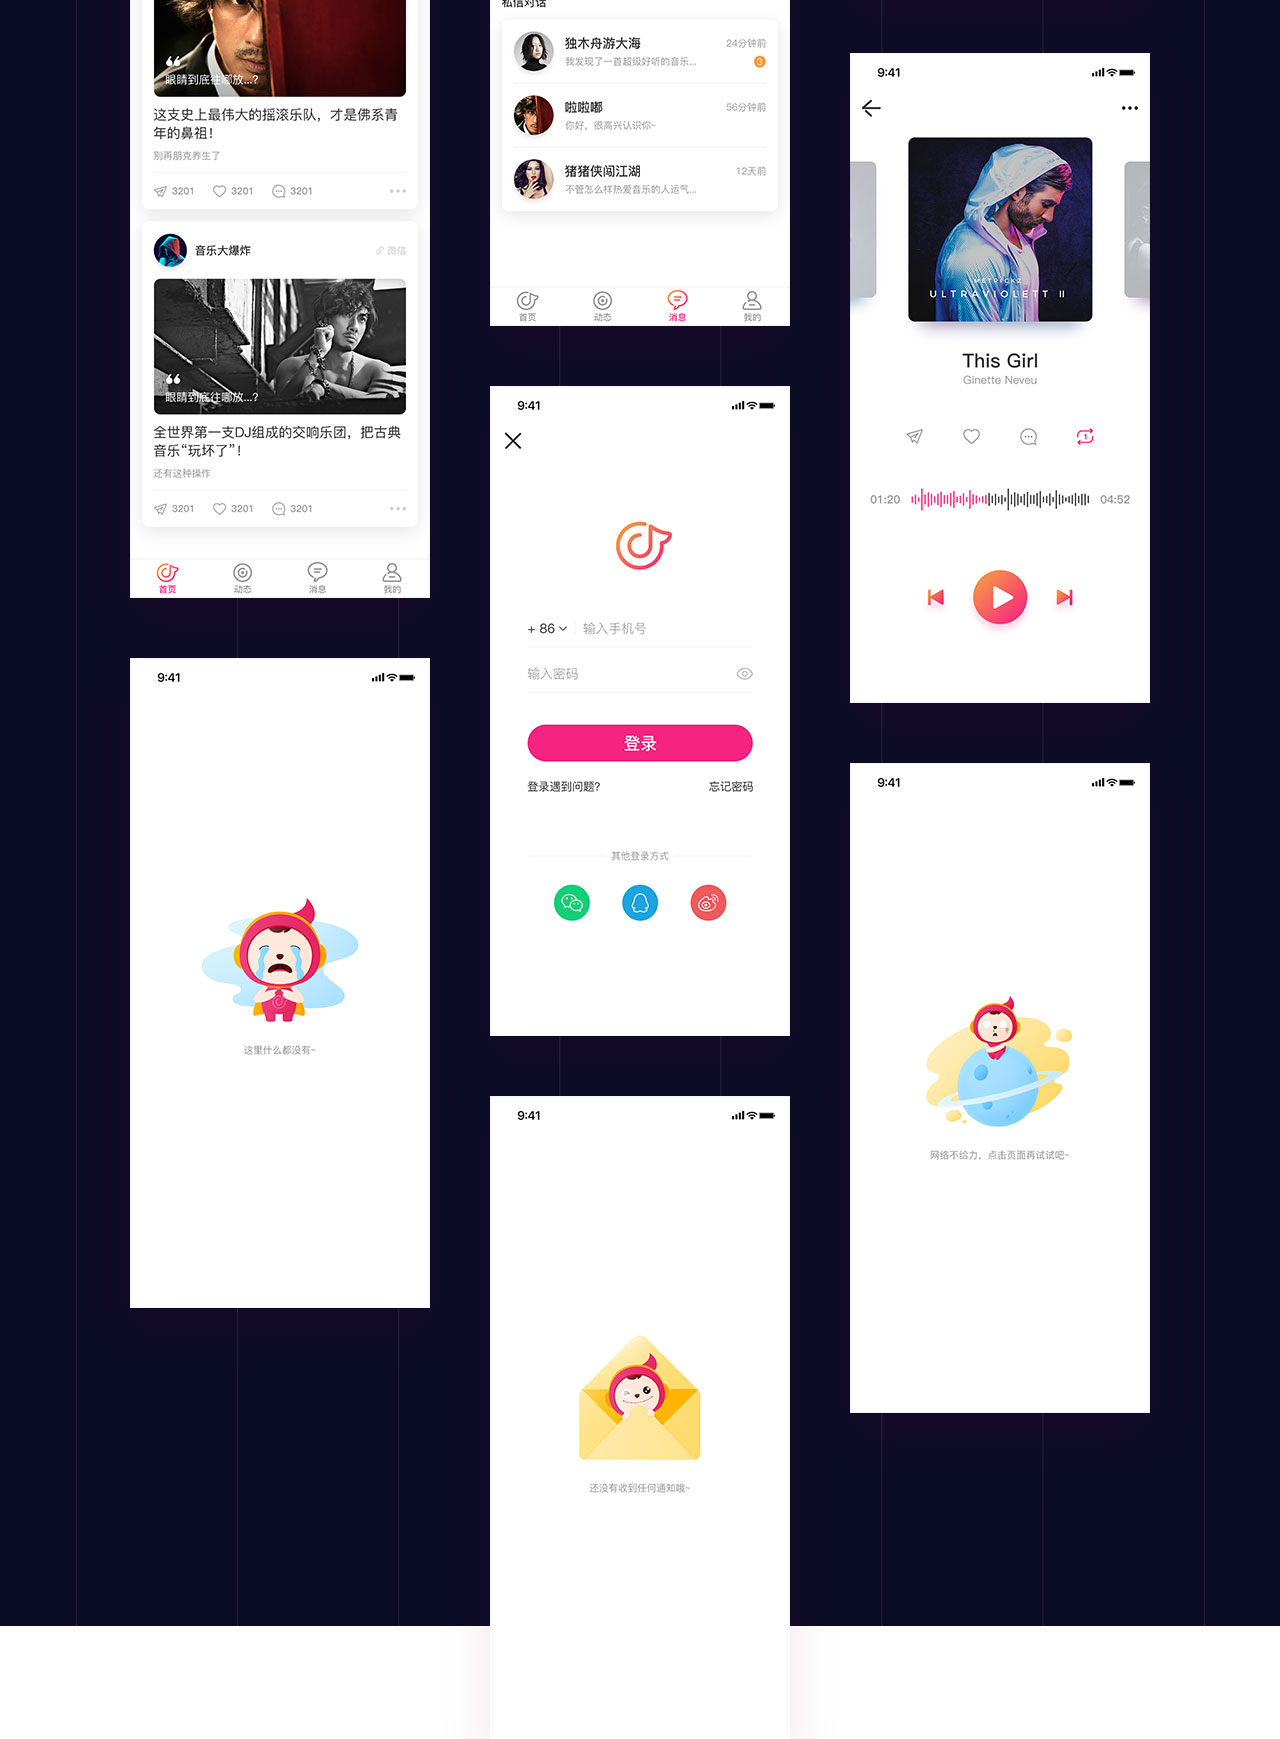 眼睛到底往哪放...?
这支史上最伟大的摇滚乐队，才是佛系青
年的鼻祖！
别再朋克养生了
3201
3201
3201
音乐大爆炸
微信
眼睛到底往哪放...?
全世界第一支DJ组成的交响乐团，把古典
音乐“玩坏了”！
还有这种操作
3201
3201
3201
首页
动态
消息
我的
9:41
这里什么都没有~
私信对话
独木舟游大海
24分钟前
我发现了一首超级好听的音乐...
3
啦啦嘟
56分钟前
你好，很高兴认识你~
猪猪侠闯江湖
12天前
不管怎么样热爱音乐的人运气...
首页
动态
消息
我的
9:41
+ 86
输入手机号
输入密码
登录
登录遇到问题?
忘记密码
其他登录方式
9:41
还没有收到任何通知哦~
9:41
METRICKZ
ULTRAVIOLETT II
This Girl
Ginette Neveu
1
01:20
04:52
9:41
网络不给力，点击页面再试试吧~